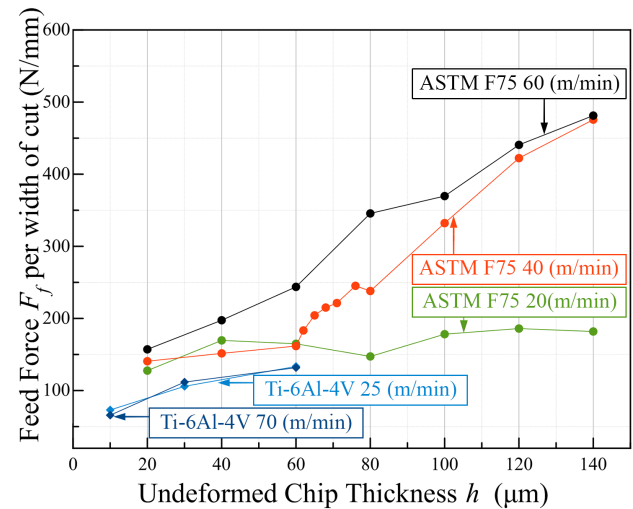 600
500
400
300
200
100
0
20
40
60
80
100
120
140
Feed Force F_f per width of cut (N/mm)
Undeformed Chip Thickness h (μm)
ASTM F75 60 (m/min)
ASTM F75 40 (m/min)
ASTM F75 20(m/min)
Ti-6Al-4V 25 (m/min)
Ti-6Al-4V 70 (m/min)